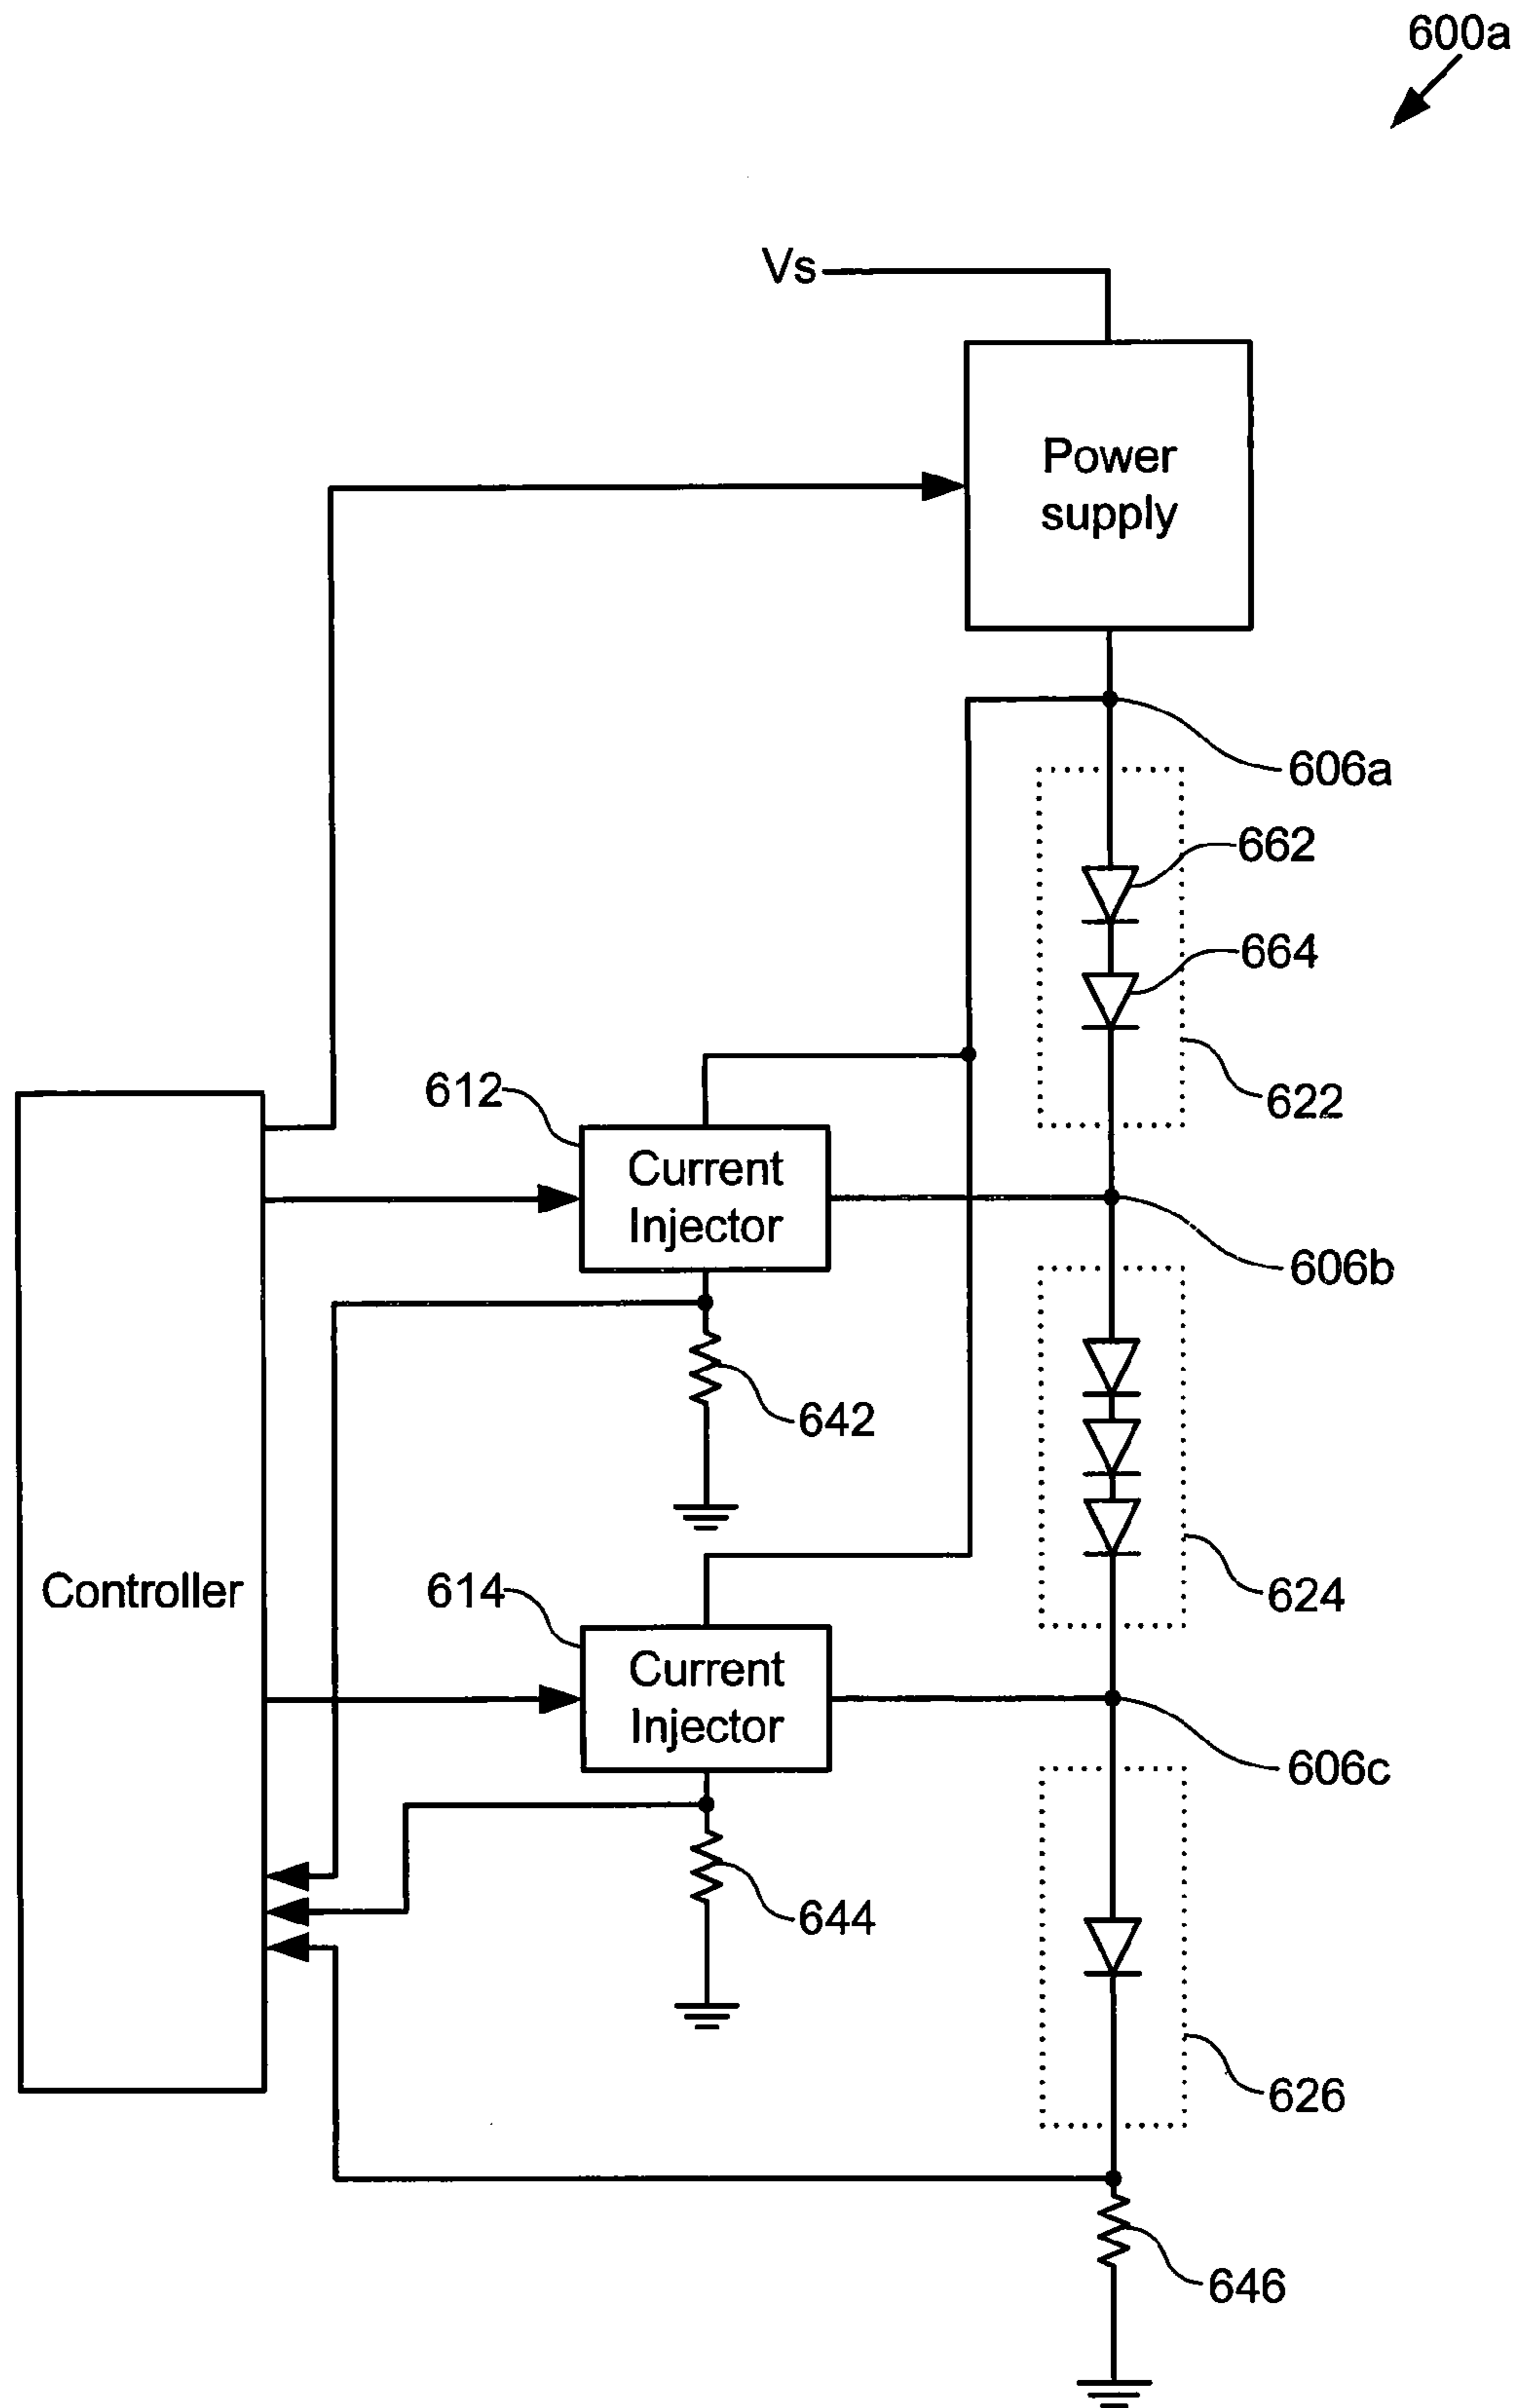 600a
Vs
Power
supply
606a
662
664
622
612
Current
Injector
606b
642
Controller
624
614
Current
Injector
606c
644
626
646